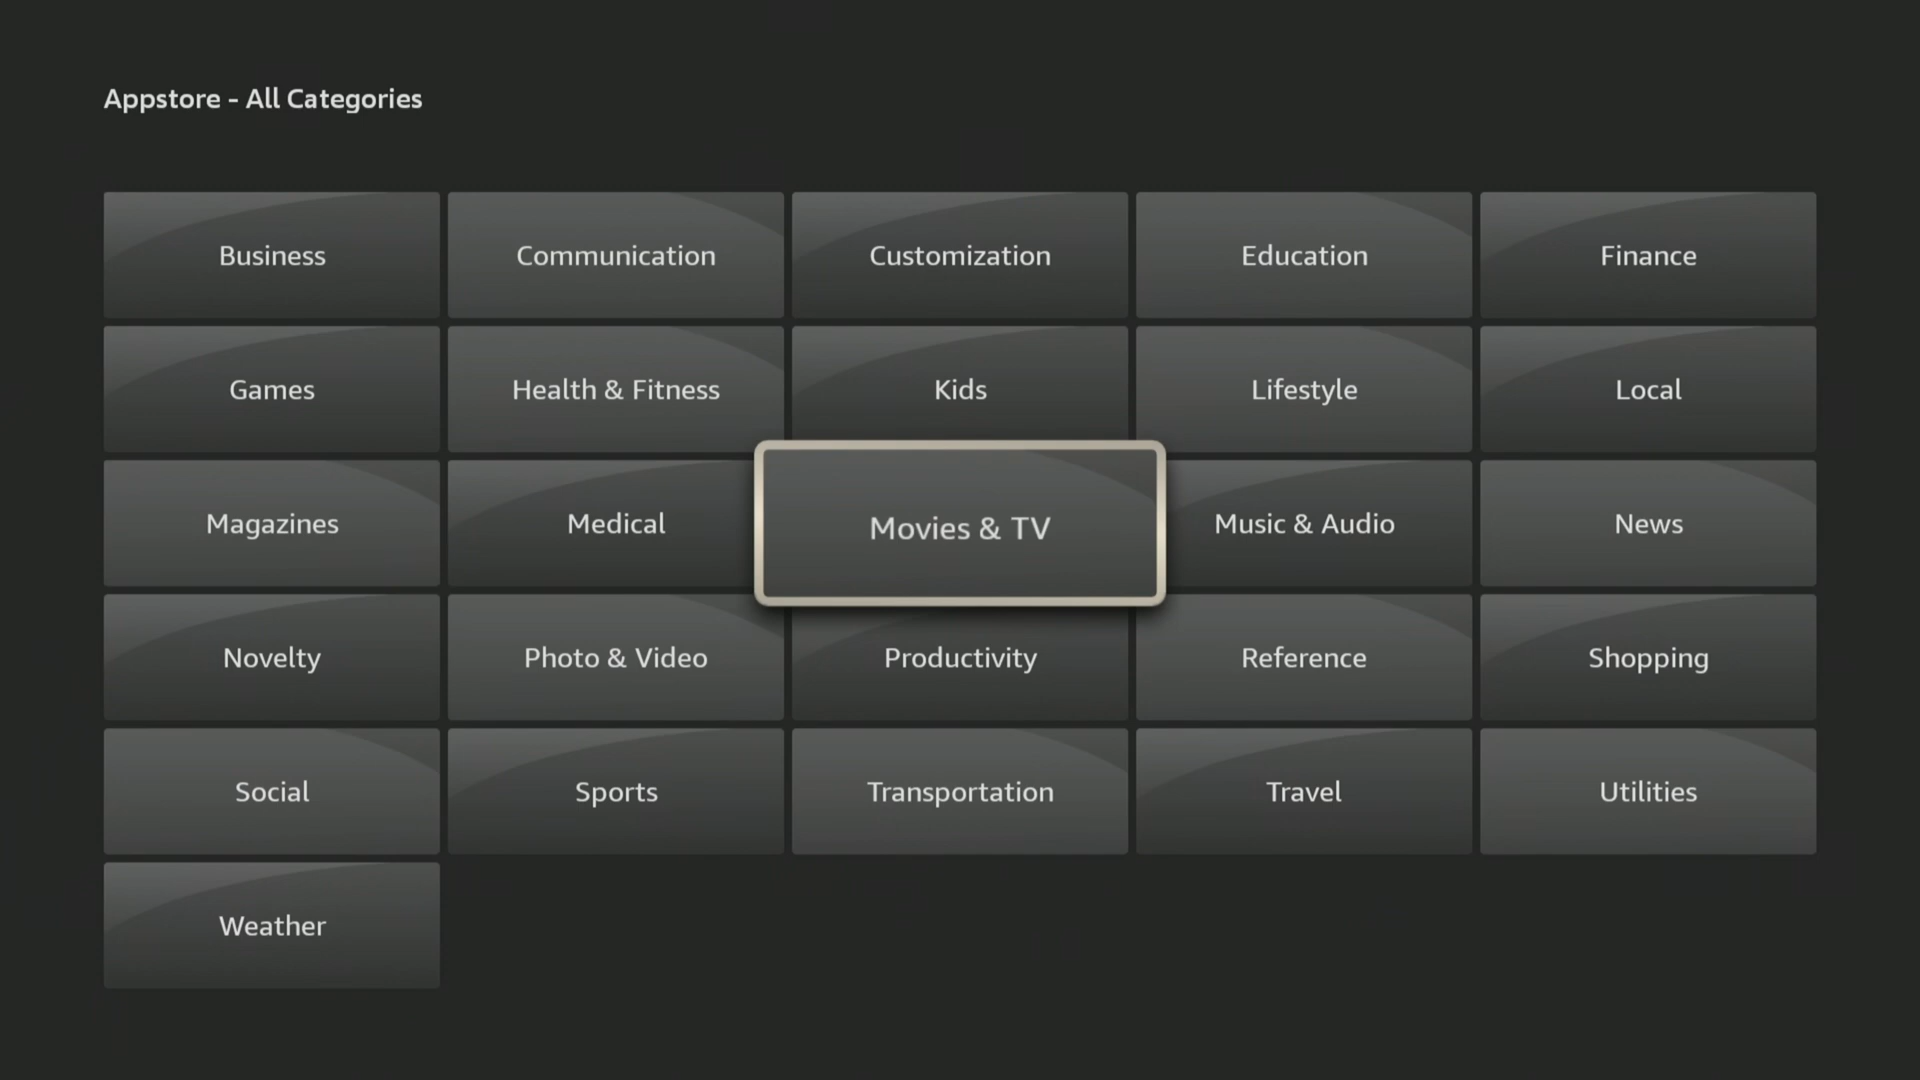 Appstore - All Categories
Business
Communication
Customization
Education
Finance
Games
Health & Fitness
Kids
Lifestyle
Local
Magazines
Medical
Movies & TV
Music & Audio
News
Novelty
Photo & Video
Productivity
Reference
Shopping
Social
Sports
Transportation
Travel
Utilities
Weather